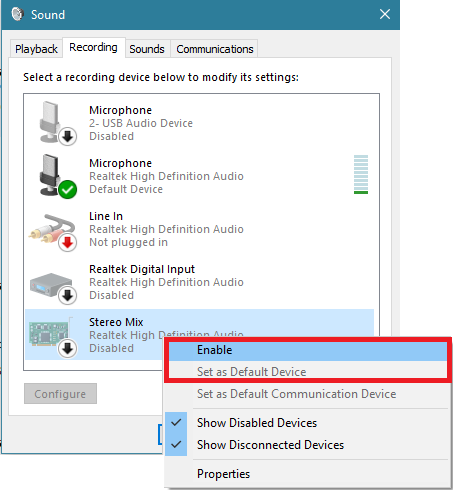 Sound
Playback Recording Sounds Communications
Select a recording device below to modify its settings:
Microphone
2- USB Audio Device
Disabled
Microphone
Realtek High Definition Audio
Default Device
Line In
Realtek High Definition Audio
Not plugged in
Realtek Digital Input
Realtek High Definition Audio
Disabled
Stereo Mix
Realtek High Definition Audio
Disabled
Configure
Enable
Set as Default Device
Set as Default Communication Device
Show Disabled Devices
Show Disconnected Devices
Properties